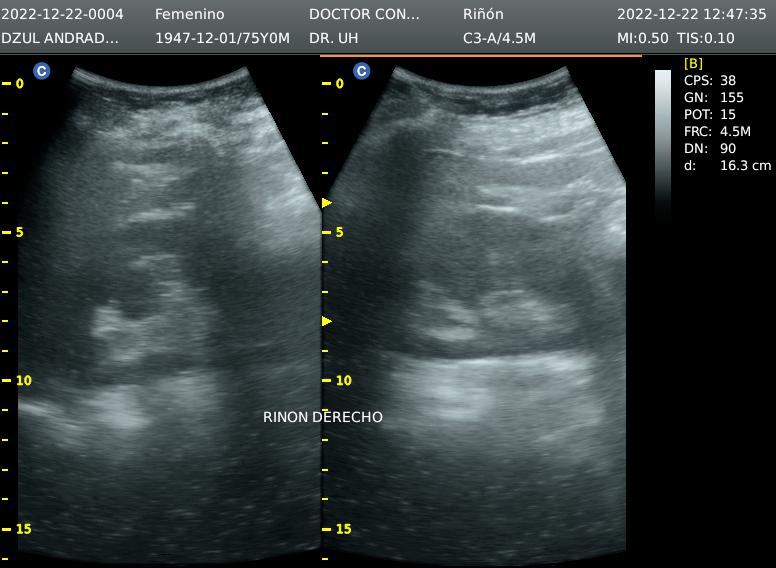 2022-12-22-0004 Femenino DOCTOR CON... Riñón 2022-12-22 12:47:35
DZUL ANDRAD... 1947-12-01/75Y0M DR. UH C3-A/4.5M MI:0.50 TIS:0.10
C C [B]
0 0 CPS: 38
GN: 155
POT: 15
FRC: 4.5M
DN: 90
d: 16.3 cm
5 5
10 10
RINON DERECHO
15 15